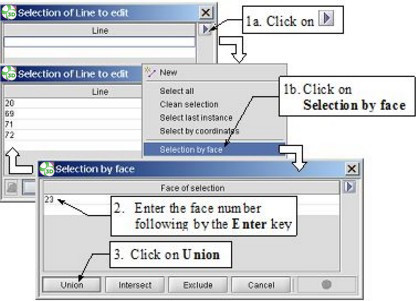 Selection of Line to edit
1a. Click on
Line
Selection of Line to edit
Line
20
69
71
72
New
Select all
Clean selection
Select last instance
Select by coordinates
Selection by face
1b. Click on
Selection by face
Selection by face
Face of selection
23
2. Enter the face number
following by the Enter key
3. Click on Union
Union
Intersect
Exclude
Cancel